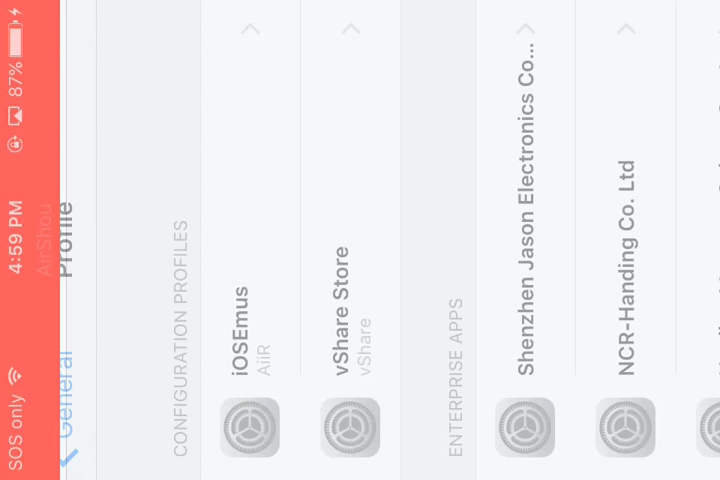 SOS only 4:59 PM 87%
AirShou
General Profile
CONFIGURATION PROFILES
iOSEmus
AiiR
vShare Store
vShare
ENTERPRISE APPS
Shenzhen Jason Electronics Co...
NCR-Handing Co. Ltd